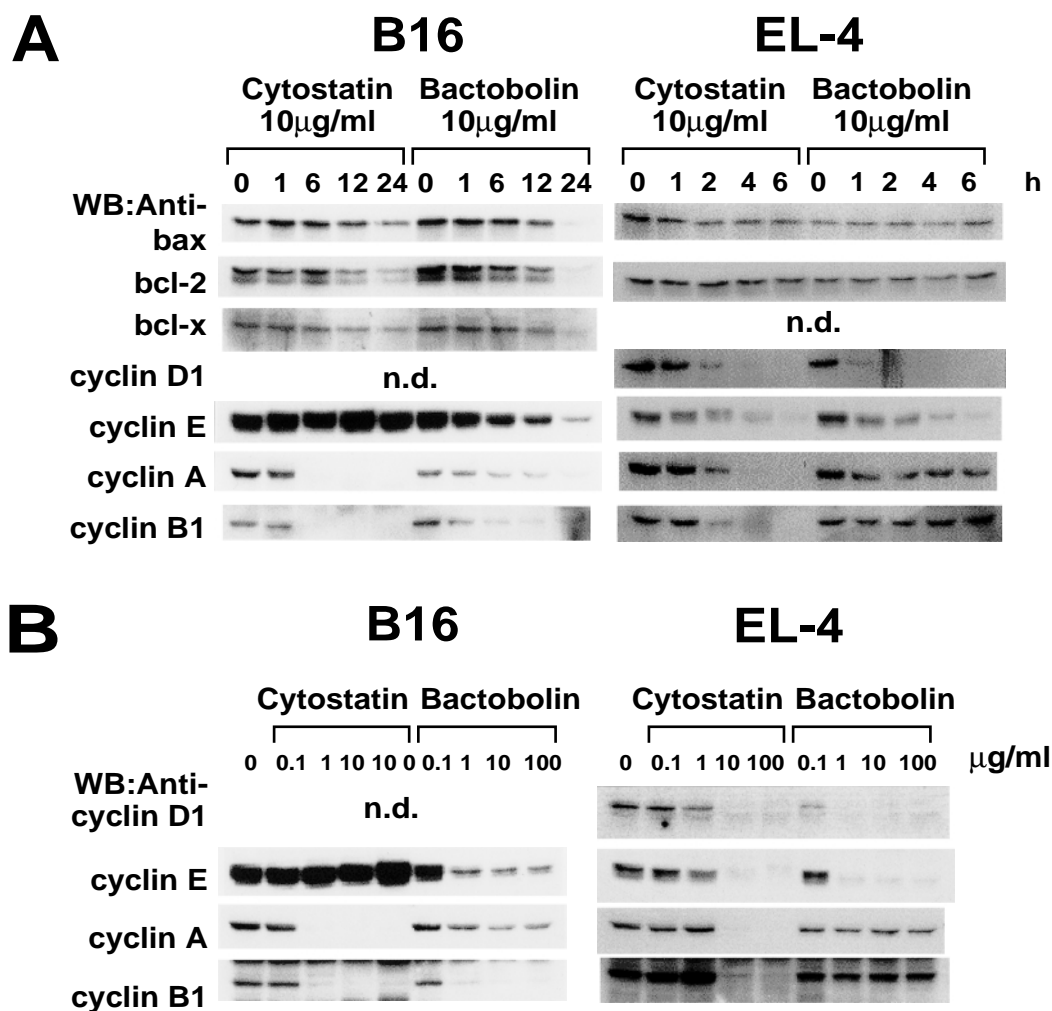 A
B16 EL-4
Cytostatin Bactobolin Cytostatin Bactobolin
10μg/ml 10μg/ml 10μg/ml 10μg/ml
0 1 6 12 24 0 1 6 12 24 0 1 2 4 6 0 1 2 4 6 h
WB:Anti-
bax
bcl-2
bcl-x n.d.
cyclin D1 n.d.
cyclin E
cyclin A
cyclin B1
B
B16 EL-4
Cytostatin Bactobolin Cytostatin Bactobolin
0 0.1 1 10 10 0 0.1 1 10 100 0 0.1 1 10 100 0.1 1 10 100 μg/ml
WB:Anti-
cyclin D1 n.d.
cyclin E
cyclin A
cyclin B1